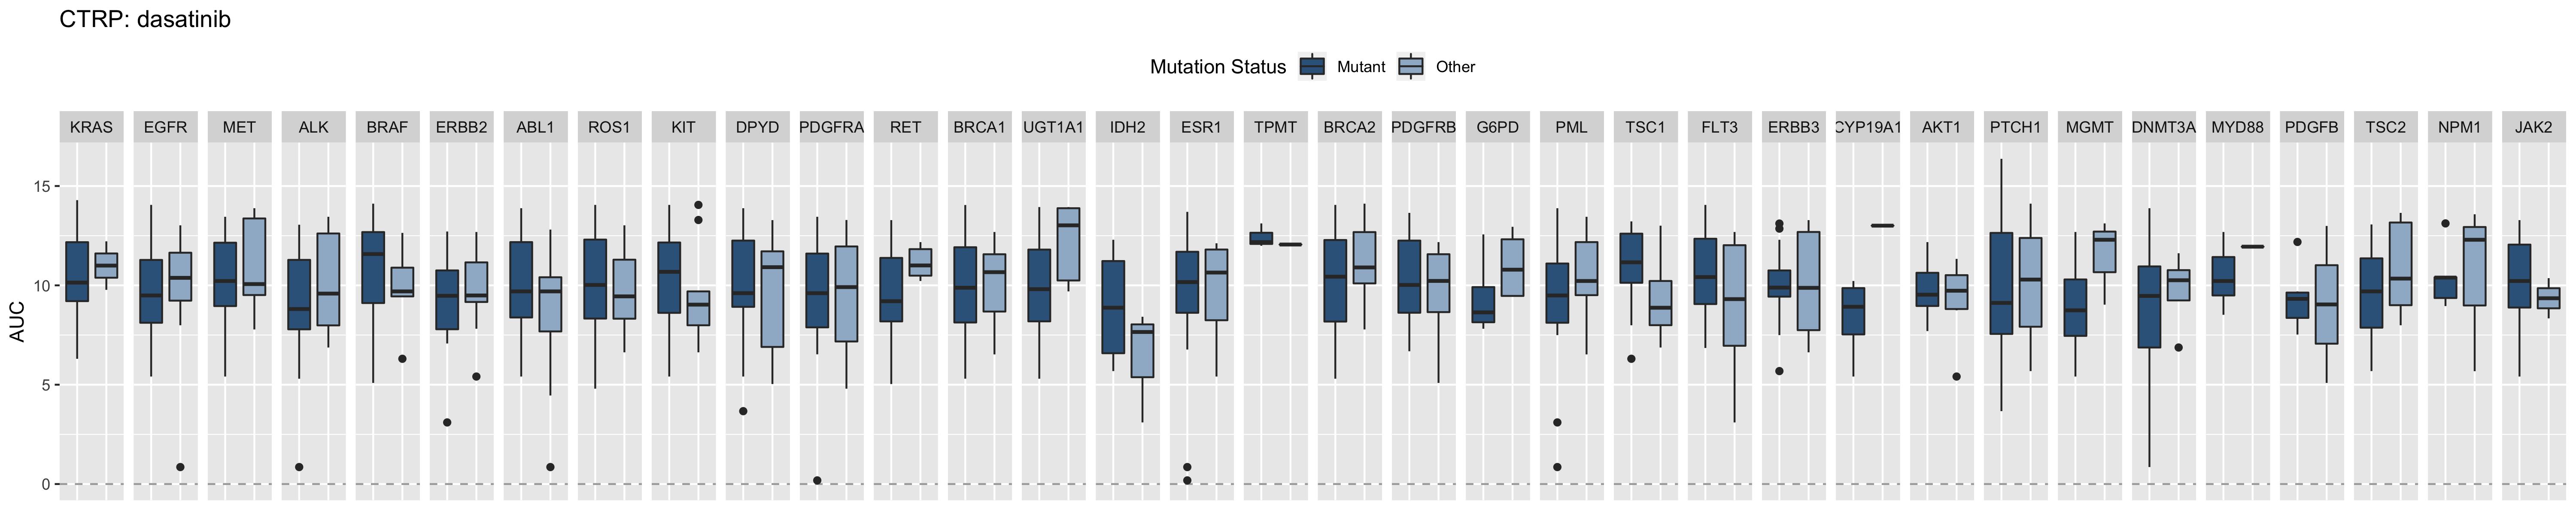 CTRP: dasatinib
Mutation Status Mutant Other
KRAS EGFR MET ALK BRAF ERBB2 ABL1 ROS1 KIT DPYD PDGFRA RET BRCA1 UGT1A1 IDH2 ESR1 TPMT BRCA2 PDGFRB G6PD PML TSC1 FLT3 ERBB3 CYP19A1 AKT1 PTCH1 MGMT DNMT3A MYD88 PDGFB TSC2 NPM1 JAK2
15
10
5
0
AUC